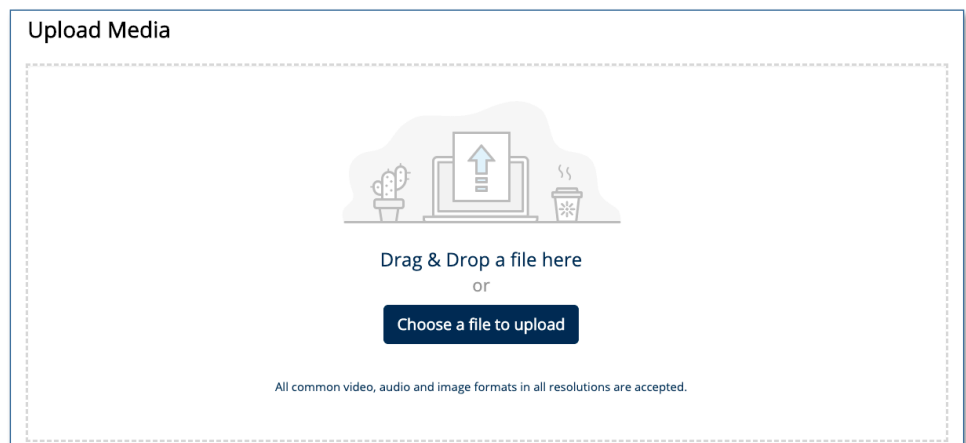 Upload Media
Drag & Drop a file here
or
Choose a file to upload
All common video, audio and image formats in all resolutions are accepted.